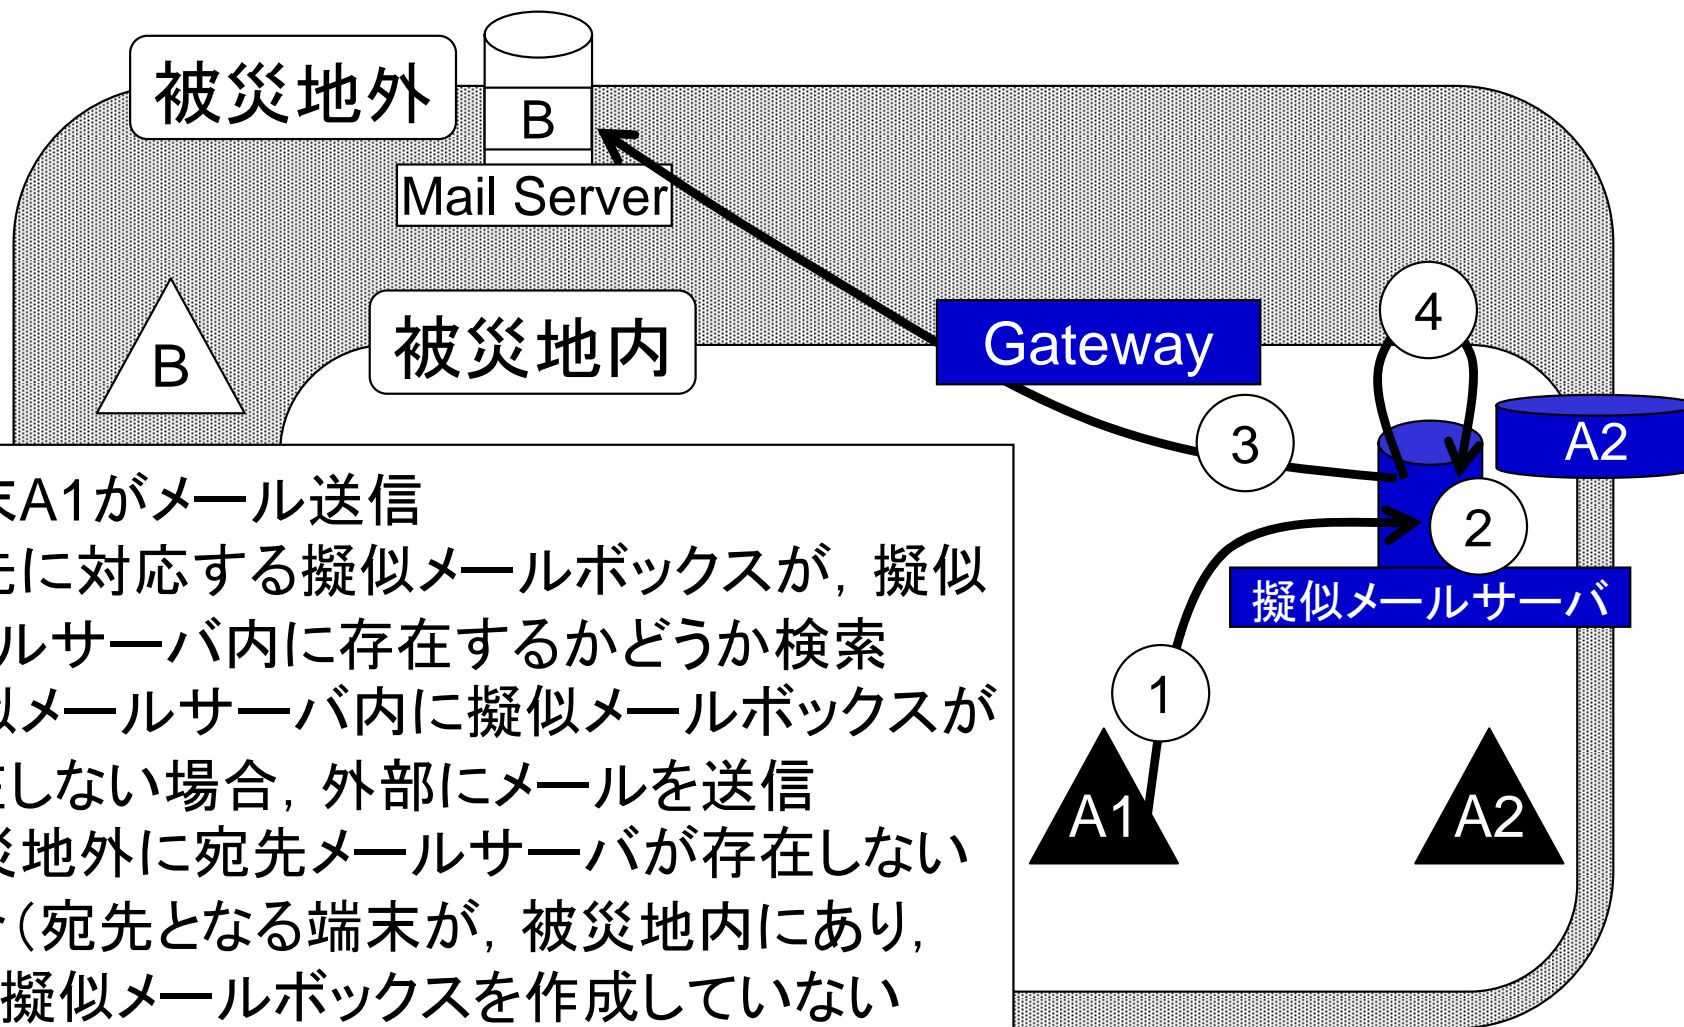 被災地外
B
Mail Server
B
被災地内
Gateway
4
3
A2
2
擬似メールサーバ
1
A1
A2
末A1がメール送信
先に対応する擬似メールボックスが，擬似
ールサーバ内に存在するかどうか検索
似メールサーバ内に擬似メールボックスが
在しない場合，外部にメールを送信
災地外に宛先メールサーバが存在しない
合（宛先となる端末が，被災地内にあり，
擬似メールボックスを作成していない